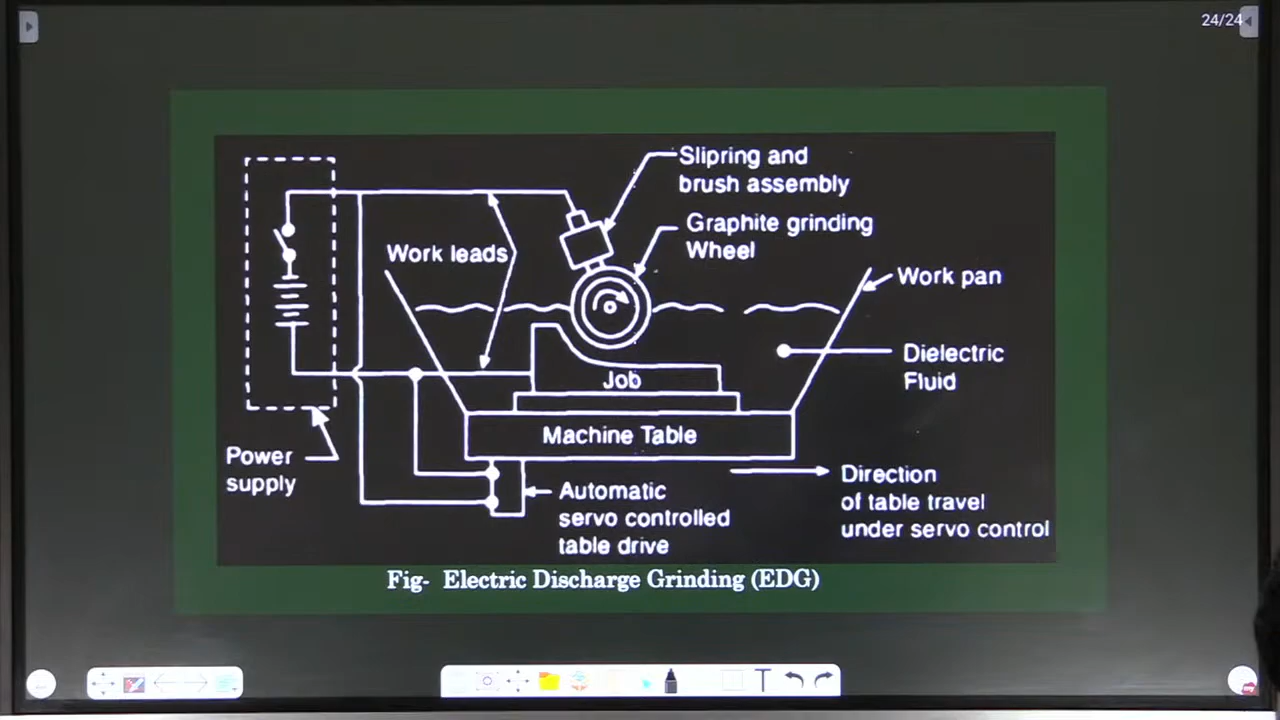 24/24
Slipring and
brush assembly
Graphite grinding
Wheel
Work leads
Work pan
Dielectric
Fluid
Job
Machine Table
Power
supply
Automatic
servo controlled
table drive
Direction
of table travel
under servo control
Fig- Electric Discharge Grinding (EDG)
T